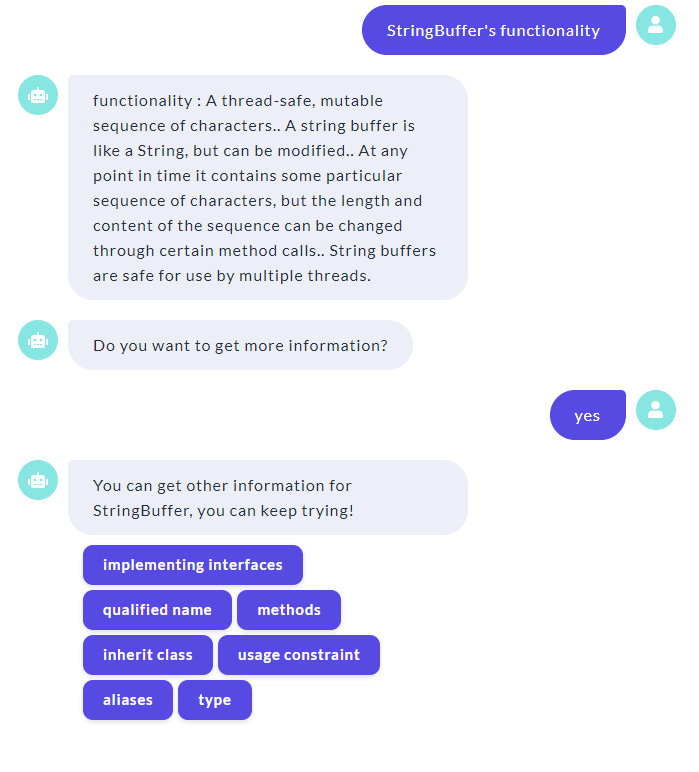 StringBuffer's functionality
functionality : A thread-safe, mutable
sequence of characters.. A string buffer is
like a String, but can be modified.. At any
point in time it contains some particular
sequence of characters, but the length and
content of the sequence can be changed
through certain method calls.. String buffers
are safe for use by multiple threads.
Do you want to get more information?
yes
You can get other information for
StringBuffer, you can keep trying!
implementing interfaces
qualified name methods
inherit class usage constraint
aliases type